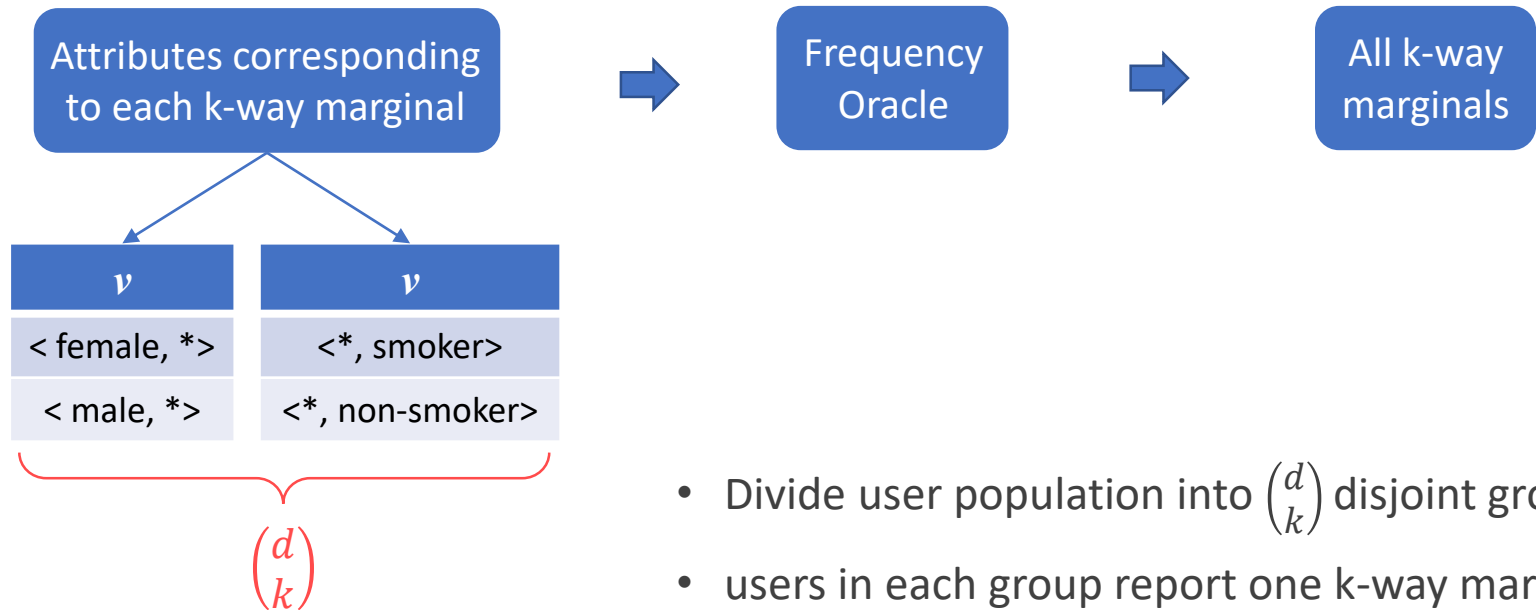 Attributes corresponding
to each k-way marginal
Frequency
Oracle
All k-way
marginals
v
v
< female, *>
<*, smoker>
< male, *>
<*, non-smoker>
(d k)
• Divide user population into (d k) disjoint
• users in each group report one k-way